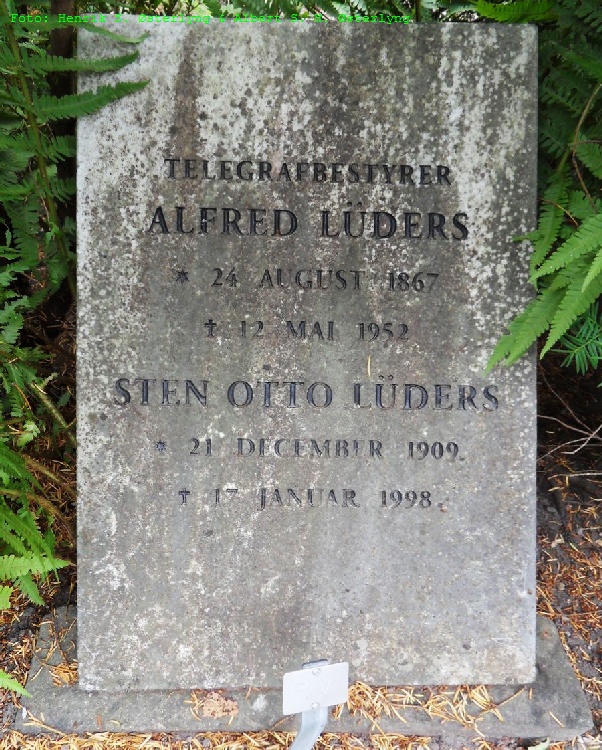 Foto: Henrik R. Østerlyng & Albert S. H. Østerlyng
TELEGRAFBESTYRER
ALFRED LÜDERS
* 24 AUGUST 1867
† 12 MAI 1952
STEN OTTO LÜDERS
* 21 DECEMBER 1909
† 17 JANUAR 1998